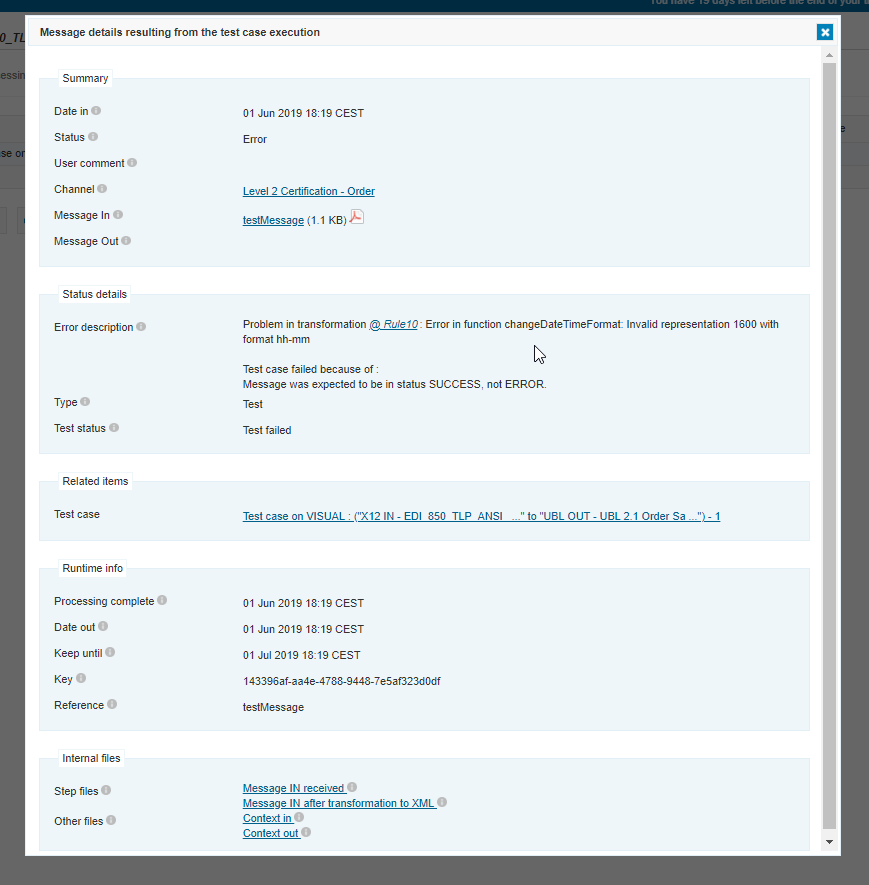 You have 19 days left before the end of your
Message details resulting from the test case execution
Summary
Date in
01 Jun 2019 18:19 CEST
Status
Error
User comment
Channel
Level 2 Certification - Order
Message In
testMessage (1.1 KB)
Message Out
Status details
Error description
Problem in transformation @ Rule10 : Error in function changeDateTimeFormat: Invalid representation 1600 with
format hh-mm
Test case failed because of :
Message was expected to be in status SUCCESS, not ERROR.
Type
Test
Test status
Test failed
Related items
Test case
Test case on VISUAL : ("X12 IN - EDI_850_TLP_ANSI_ ..." to "UBL OUT - UBL 2.1 Order Sa ...") - 1
Runtime info
Processing complete
01 Jun 2019 18:19 CEST
Date out
01 Jun 2019 18:19 CEST
Keep until
01 Jul 2019 18:19 CEST
Key
143396af-aa4e-4788-9448-7e5af323d0df
Reference
testMessage
Internal files
Step files
Message IN received
Message IN after transformation to XML
Other files
Context in
Context out